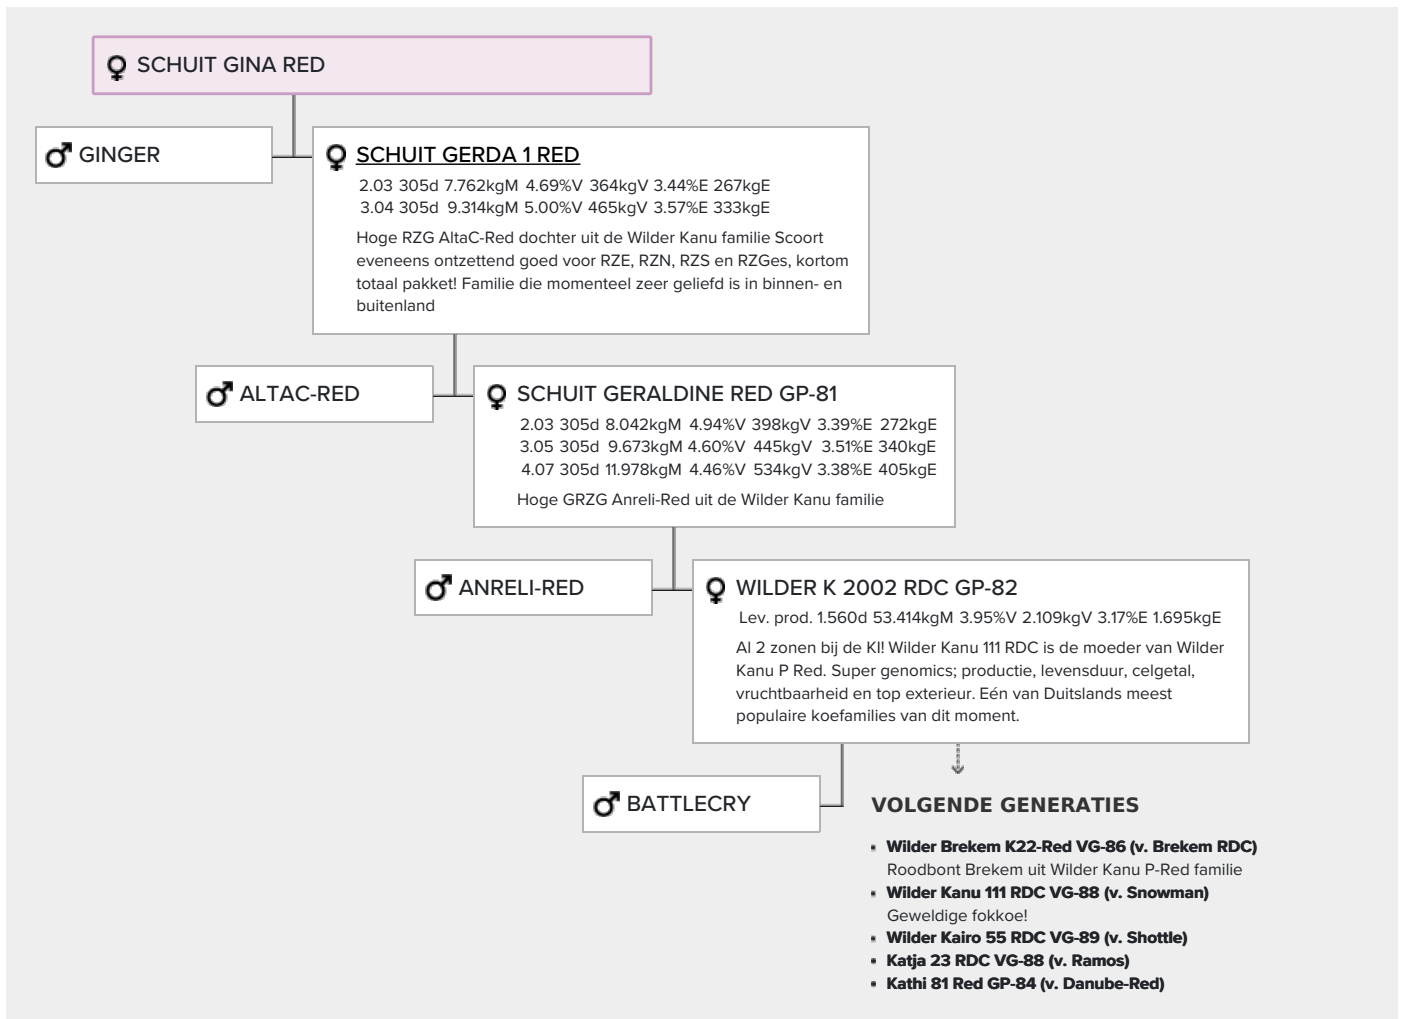 SCHUIT GINA RED
GINGER
SCHUIT GERDA 1 RED
2.03 305d 7.762kgM 4.69%V 364kgV 3.44%E 267kgE
3.04 305d 9.314kgM 5.00%V 465kgV 3.57%E 333kgE
Hoge RZG AltaC-Red dochter uit de Wilder Kanu familie Scoort
eveneens ontzettend goed voor RZE, RZN, RZS en RZGes, kortom
totaal pakket! Familie die momenteel zeer geliefd is in binnen- en
buitenland
ALTAC-RED
SCHUIT GERALDINE RED GP-81
2.03 305d 8.042kgM 4.94%V 398kgV 3.39%E 272kgE
3.05 305d 9.673kgM 4.60%V 445kgV 3.51%E 340kgE
4.07 305d 11.978kgM 4.46%V 534kgV 3.38%E 405kgE
Hoge GRZG Anreli-Red uit de Wilder Kanu familie
ANRELI-RED
WILDER K 2002 RDC GP-82
Lev. prod. 1.560d 53.414kgM 3.95%V 2.109kgV 3.17%E 1.695kgE
Al 2 zonen bij de KI! Wilder Kanu 111 RDC is de moeder van Wilder
Kanu P Red. Super genomics; productie, levensduur, celgetal,
vruchtbaarheid en top exterieur. Eén van Duitslands meest
populaire koefamilies van dit moment.
BATTLECRY
VOLGENDE GENERATIES
Wilder Brekem K22-Red VG-86 (v. Brekem RDC)
Roodbont Brekem uit Wilder Kanu P-Red familie
Wilder Kanu 111 RDC VG-88 (v. Snowman)
Geweldige fokkoe!
Wilder Kairo 55 RDC VG-89 (v. Shottle)
Katja 23 RDC VG-88 (v. Ramos)
Kathi 81 Red GP-84 (v. Danube-Red)